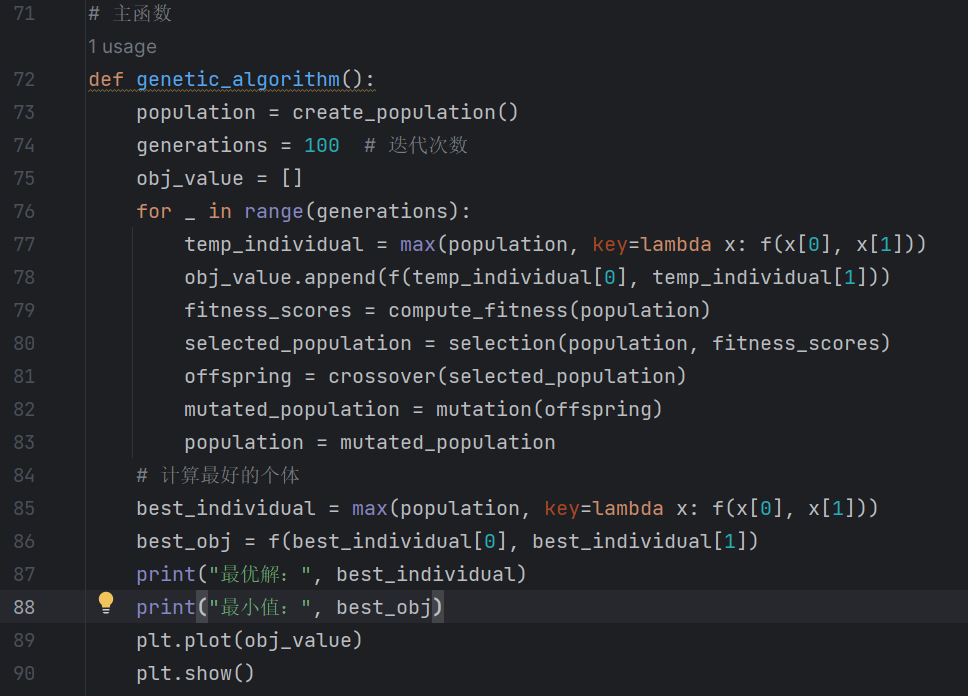 71 # 主函数
1 usage
72 def genetic_algorithm():
73 population = create_population()
74 generations = 100  # 迭代次数
75 obj_value = []
76 for _ in range(generations):
77 temp_individual = max(population, key=lambda x: f(x[0], x[1]))
78 obj_value.append(f(temp_individual[0], temp_individual[1]))
79 fitness_scores = compute_fitness(population)
80 selected_population = selection(population, fitness_scores)
81 offspring = crossover(selected_population)
82 mutated_population = mutation(offspring)
83 population = mutated_population
84 # 计算最好的个体
85 best_individual = max(population, key=lambda x: f(x[0], x[1]))
86 best_obj = f(best_individual[0], best_individual[1])
87 print("最优解：", best_individual)
88 print("最小值：", best_obj)
89 plt.plot(obj_value)
90 plt.show()